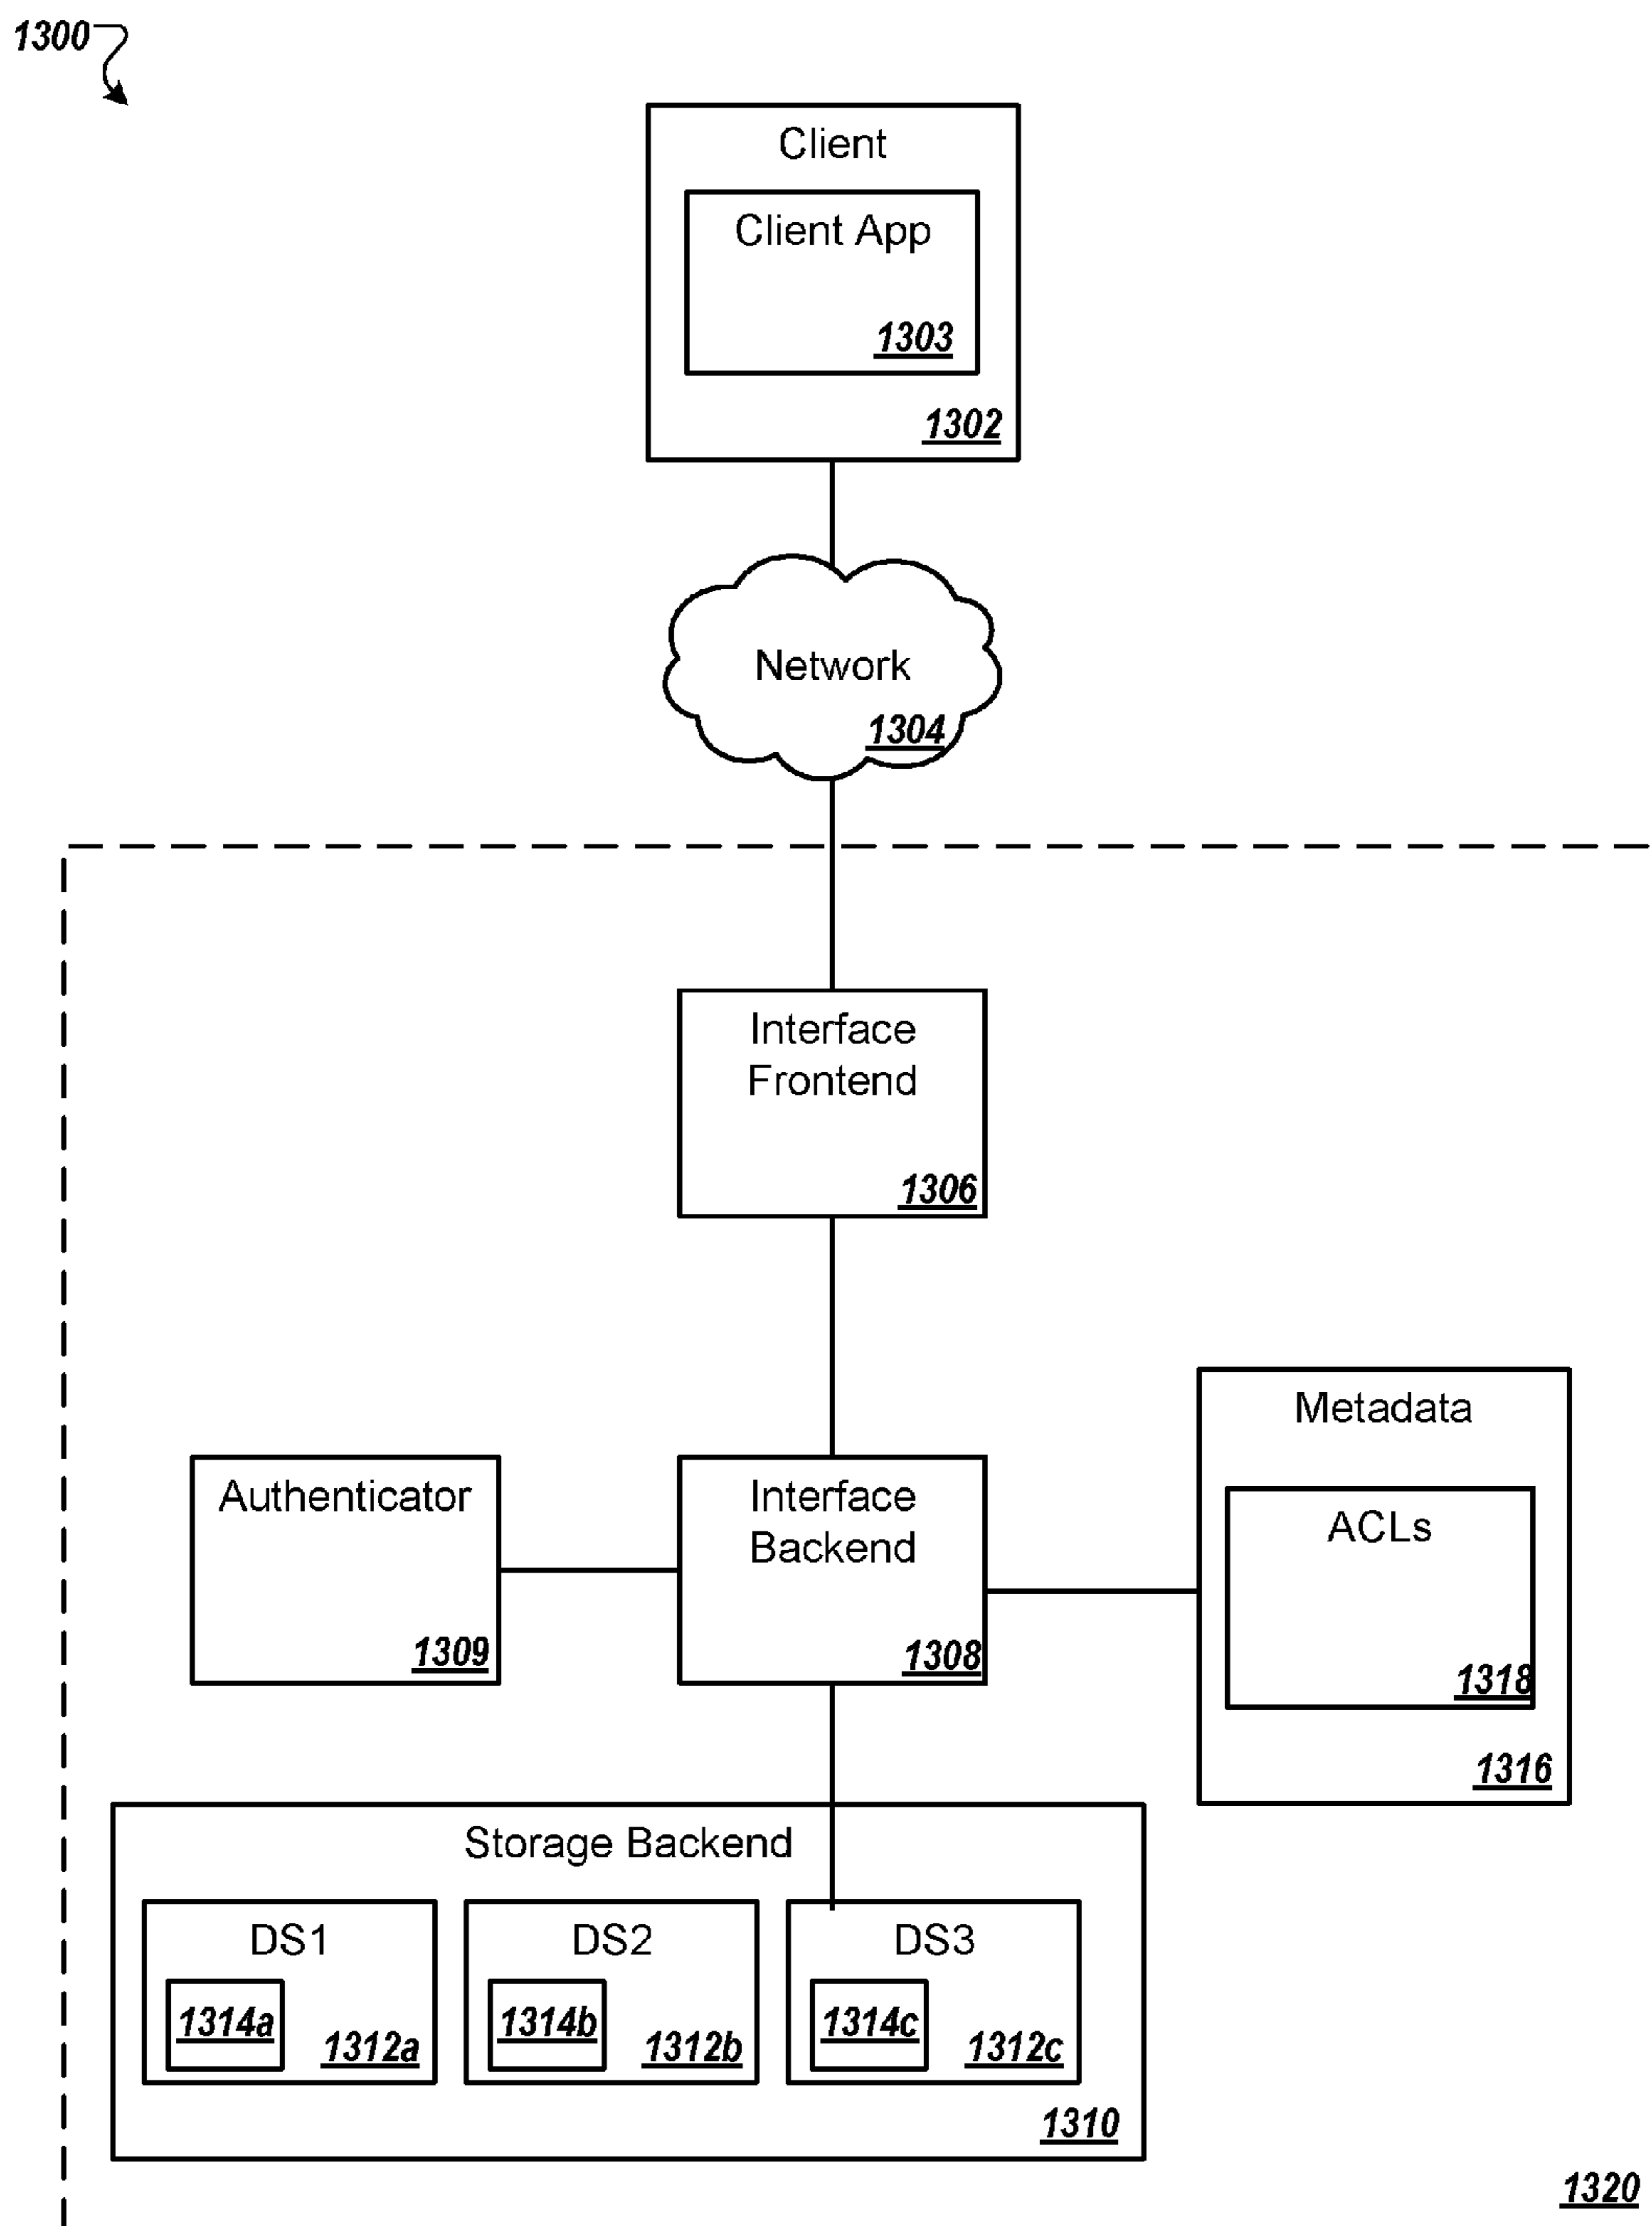 1300
Client
Client App
1303
1302
Network
1304
Interface
Frontend
1306
Metadata
Authenticator
Interface
Backend
ACLs
1309
1308
1318
1316
Storage Backend
DS1
DS2
DS3
1314a
1312a
1314b
1312b
1314c
1312c
1310
1320